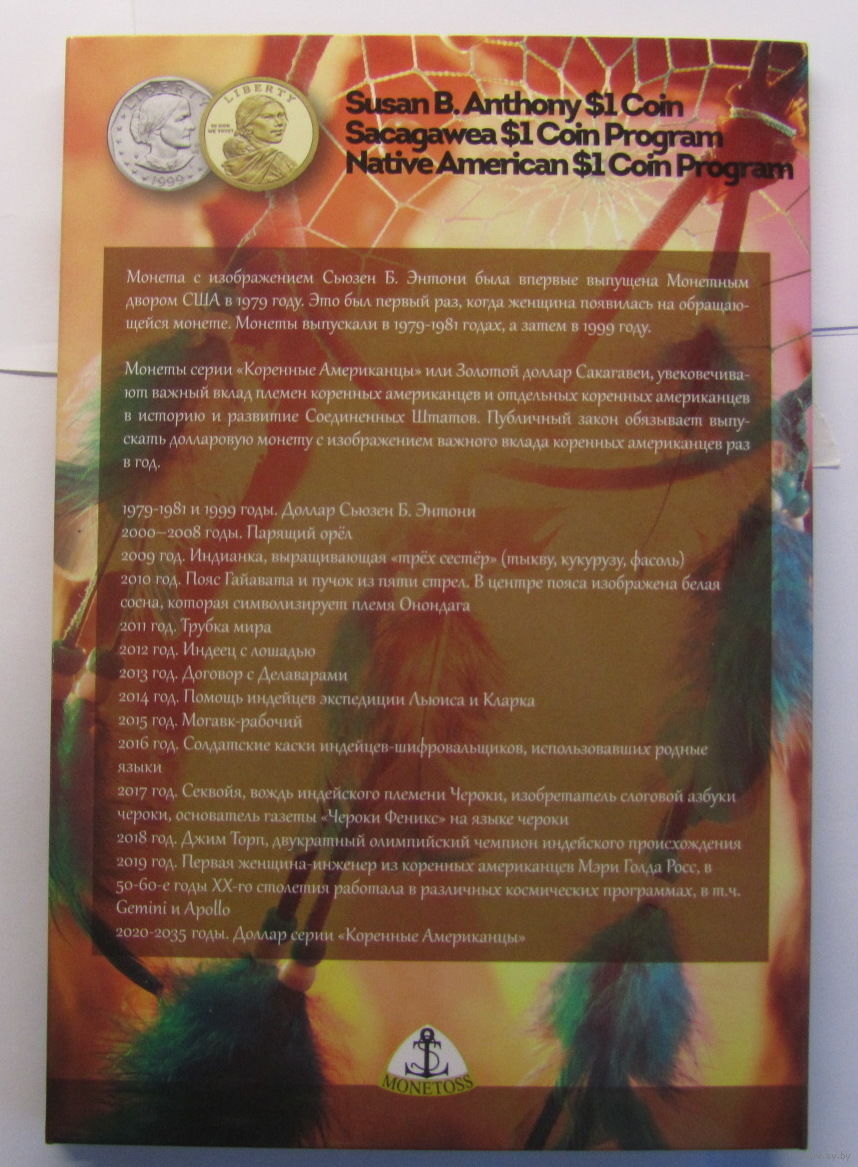 LIBERTY
1999
LIBERTY
IN GOD
WE TRUST
Susan B. Anthony $1 Coin
Sacagawea $1 Coin Program
Native American $1 Coin Program
Монета с изображением Сьюзен Б. Энтони была впервые выпущена Монетным
двором США в 1979 году. Это был первый раз, когда женщина появилась на обращаю-
щейся монете. Монеты выпускали в 1979-1981 годах, а затем в 1999 году.
Монеты серии «Коренные Американцы» или Золотой доллар Сакагавеи, увековечива-
ют важный вклад племен коренных американцев и отдельных коренных американцев
в историю и развитие Соединенных Штатов. Публичный закон обязывает выпу-
скать долларовую монету с изображением важного вклада коренных американцев раз
в год.
1979-1981 и 1999 годы. Доллар Сьюзен Б. Энтони
2000–2008 годы. Парящий орёл
2009 год. Индианка, выращивающая «трёх сестёр» (тыкву, кукурузу, фасоль)
2010 год. Пояс Гайавата и пучок из пяти стрел. В центре пояса изображена белая
сосна, которая символизирует племя Онондага
2011 год. Трубка мира
2012 год. Индеец с лошадью
2013 год. Договор с Делаварами
2014 год. Помощь индейцев экспедиции Льюиса и Кларка
2015 год. Могавк-рабочий
2016 год. Солдатские каски индейцев-шифровальщиков, использовавших родные
языки
2017 год. Секвойя, вождь индейского племени Чероки, изобретатель слоговой азбуки
чероки, основатель газеты «Чероки Феникс» на языке чероки
2018 год. Джим Торп, двукратный олимпийский чемпион индейского происхождения
2019 год. Первая женщина-инженер из коренных американцев Мэри Голда Росс, в
50-60-е годы XX-го столетия работала в различных космических программах, в т.ч.
Gemini и Apollo
2020-2035 годы. Доллар серии «Коренные Американцы»
MONETOSS